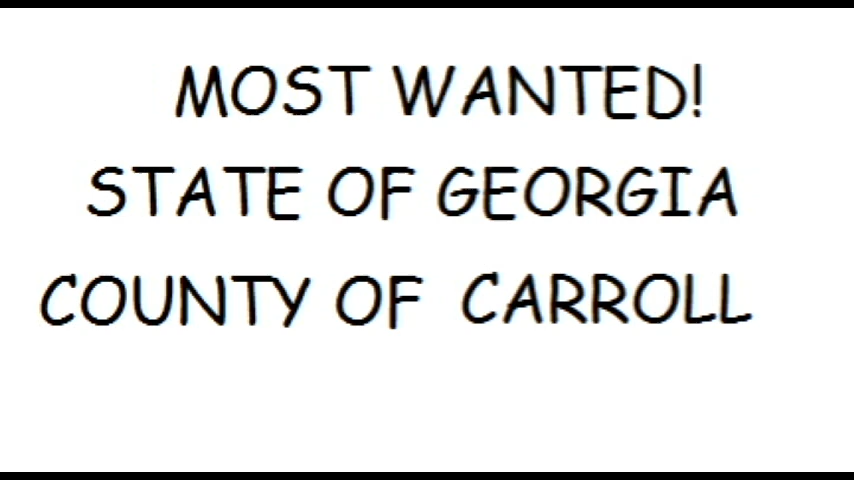 MOST WANTED!
STATE OF GEORGIA
COUNTY OF CARROLL